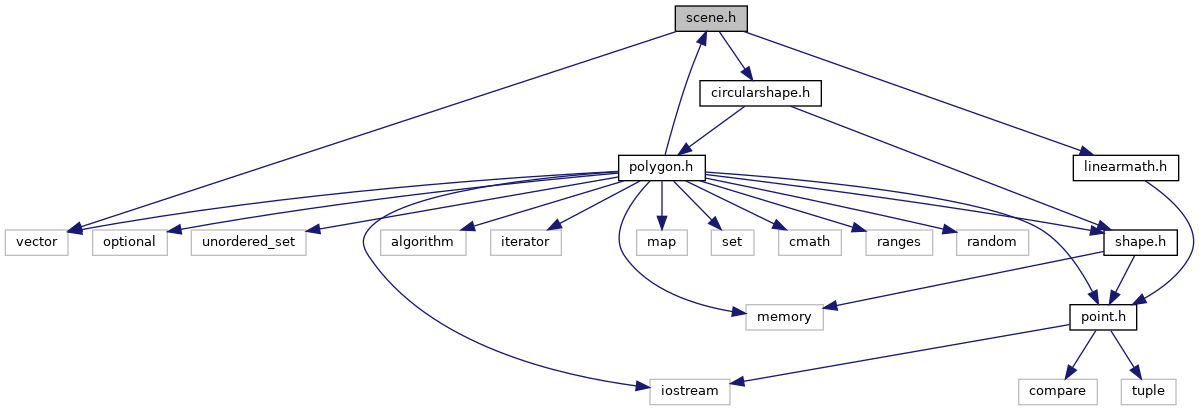 scene.h
circularshape.h
polygon.h
linearmath.h
vector
optional
unordered_set
algorithm
iterator
map
set
cmath
ranges
random
shape.h
memory
point.h
iostream
compare
tuple